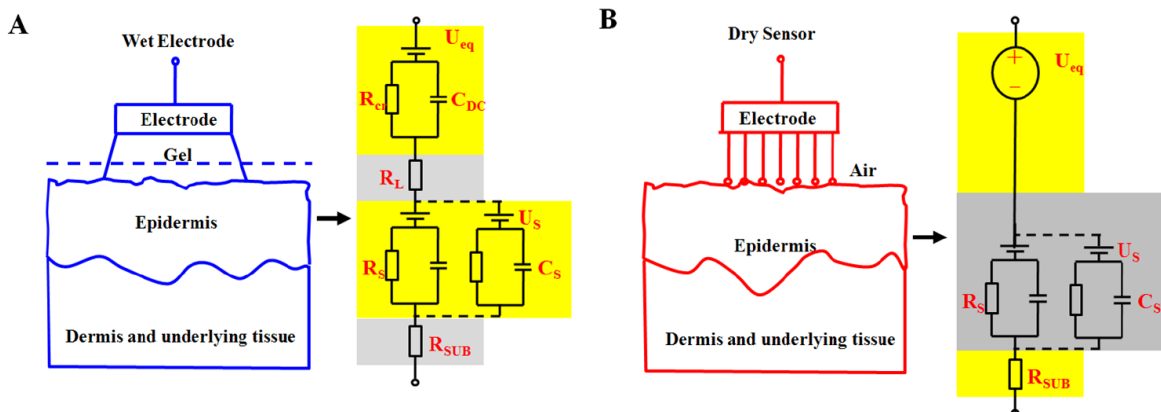 A
Wet Electrode
Electrode
Gel
Epidermis
Dermis and underlying tissue
U_eq
R_cr
C_DC
R_L
U_S
R_S
C_S
R_SUB
B
Dry Sensor
Electrode
Air
Epidermis
Dermis and underlying tissue
+
U_eq
−
U_S
R_S
C_S
R_SUB